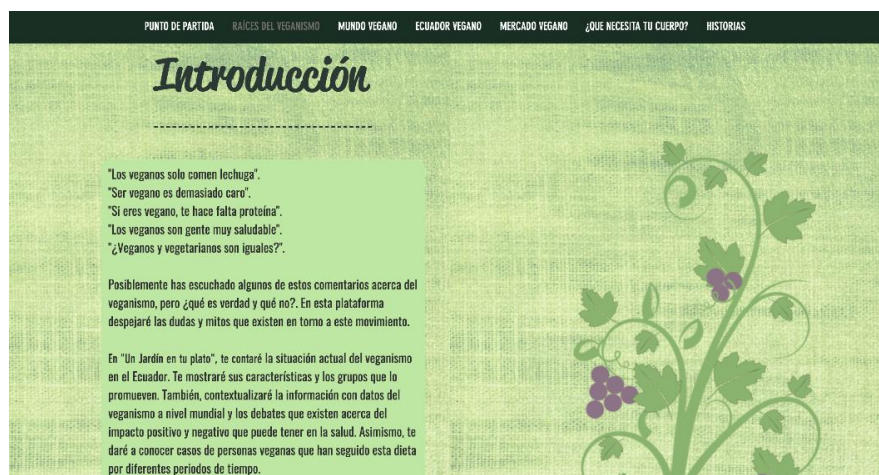 PUNTO DE PARTIDA RAÍCES DEL VEGANISMO MUNDO VEGANO ECUADOR VEGANO MERCADO VEGANO ¿QUE NECESITA TU CUERPO? HISTORIAS
Introducción
"Los veganos solo comen lechuga".
"Ser vegano es demasiado caro".
"Si eres vegano, te hace falta proteína".
"Los veganos son gente muy saludable".
"¿Veganos y vegetarianos son iguales?".
Posiblemente has escuchado algunos de estos comentarios acerca del
veganismo, pero ¿qué es verdad y qué no?. En esta plataforma
despejaré las dudas y mitos que existen en torno a este movimiento.
En "Un Jardín en tu plato", te contaré la situación actual del veganismo
en el Ecuador. Te mostraré sus características y los grupos que lo
promueven. También, contextualizaré la información con datos del
veganismo a nivel mundial y los debates que existen acerca del
impacto positivo y negativo que puede tener en la salud. Asimismo, te
daré a conocer casos de personas veganas que han seguido esta dieta
por diferentes periodos de tiempo.